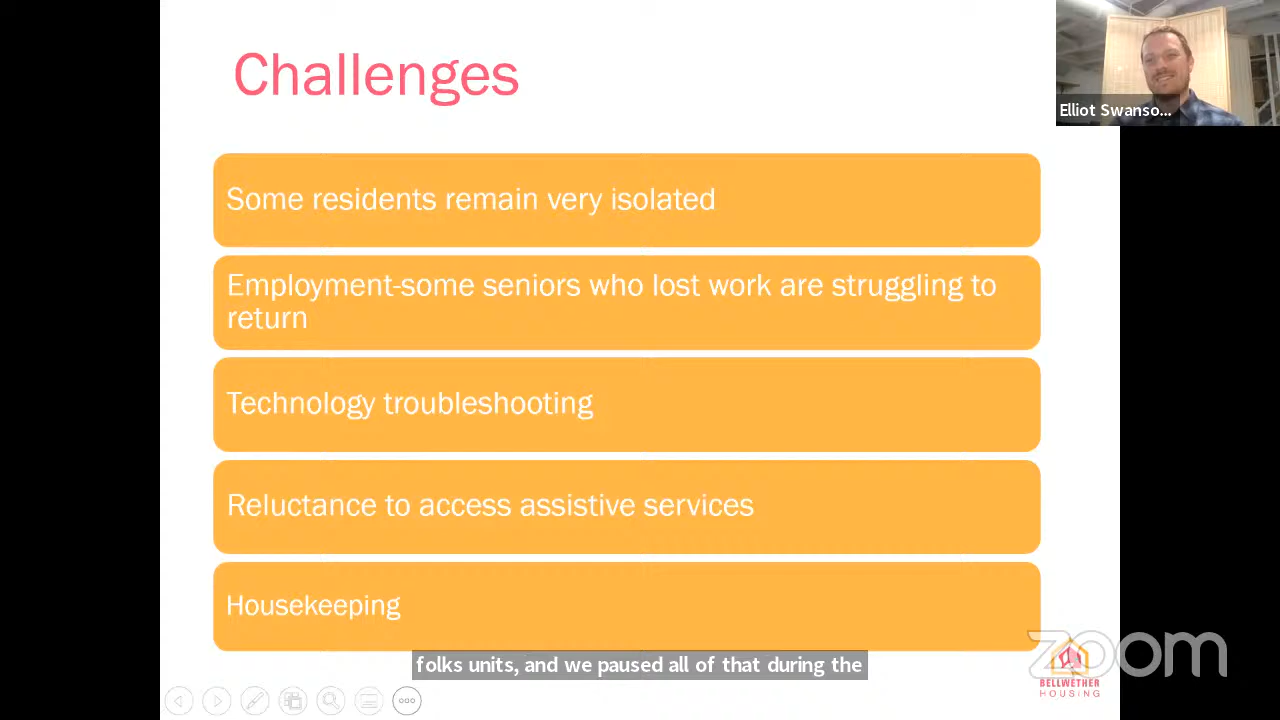 Challenges
Elliot Swanso...
Some residents remain very isolated
Employment-some seniors who lost work are struggling to
return
Technology troubleshooting
Reluctance to access assistive services
Housekeeping
folks units, and we paused all of that during the
zoom
BELLWETHER
HOUSING